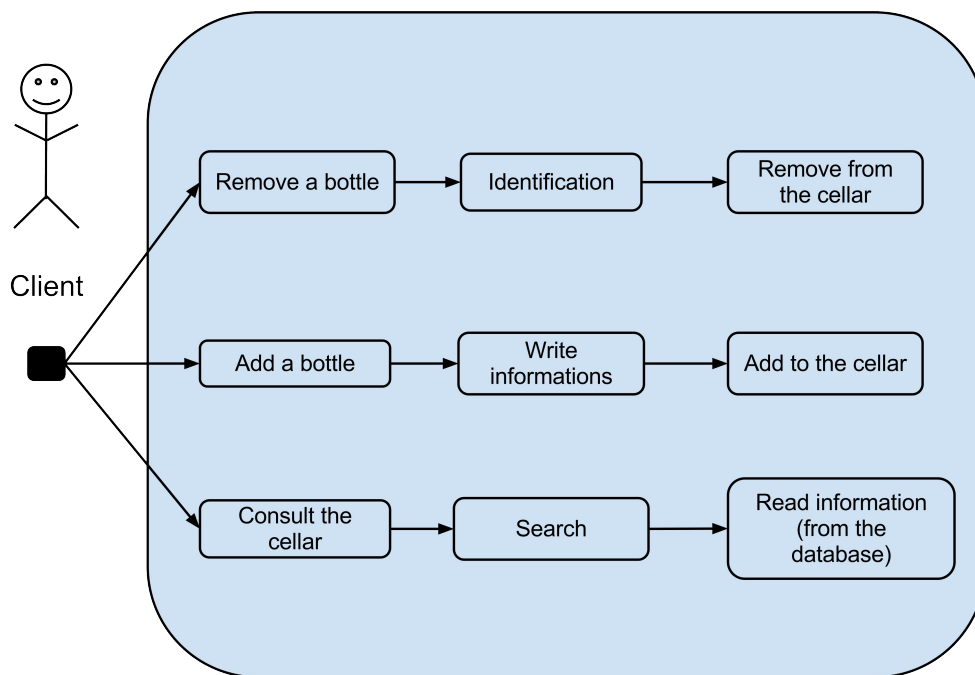 Client
Remove a bottle
Identification
Remove from
the cellar
Add a bottle
Write
informations
Add to the cellar
Consult the
cellar
Search
Read information
(from the
database)